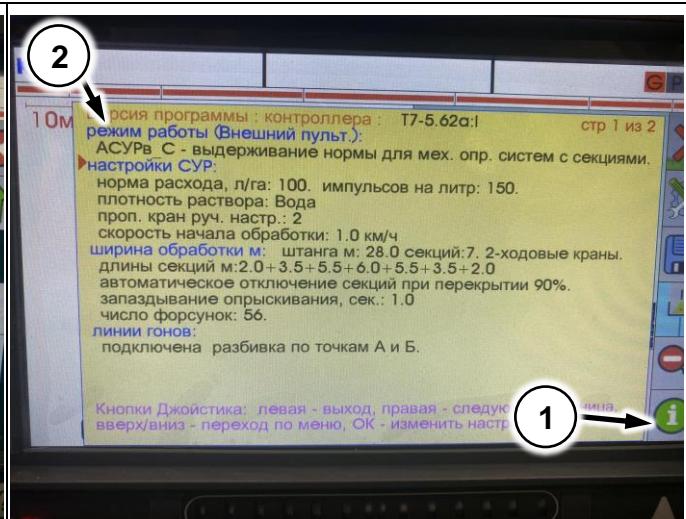 2
G P
10м
рсия программы : контроллера : Т7-5.62a:I
стр 1 из 2
режим работы (Внешний пульт.):
АСУРв_С - выдерживание нормы для мех. опр. систем с секциями.
настройки СУР:
норма расхода, л/га: 100. импульсов на литр: 150.
плотность раствора: Вода
проп. кран руч. настр.: 2
скорость начала обработки: 1.0 км/ч
ширина обработки м: штанга м: 28.0 секций:7. 2-ходовые краны.
длины секций м:2.0+3.5+5.5+6.0+5.5+3.5+2.0
автоматическое отключение секций при перекрытии 90%.
запаздывание опрыскивания, сек.: 1.0
число форсунок: 56.
линии гонов:
подключена разбивка по точкам А и Б.
Кнопки Джойстика: левая - выход, правая - следую ница,
вверх/вниз - переход по меню, ОК - изменить настр
1
i